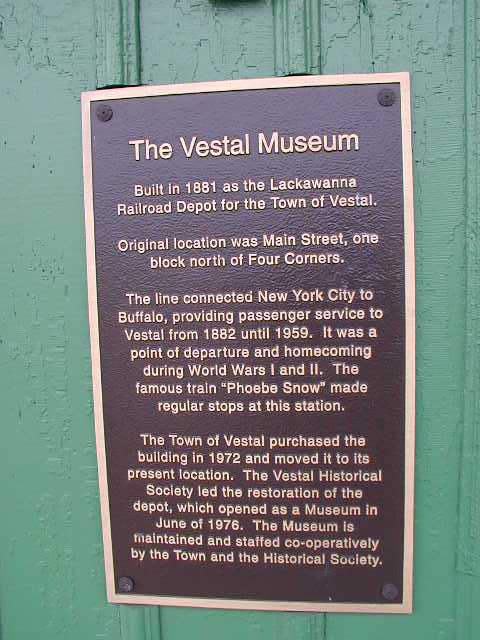 The Vestal Museum
Built in 1881 as the Lackawanna
Railroad Depot for the Town of Vestal.
Original location was Main Street, one
block north of Four Corners.
The line connected New York City to
Buffalo, providing passenger service to
Vestal from 1882 until 1959. It was a
point of departure and homecoming
during World Wars I and II. The
famous train "Phoebe Snow" made
regular stops at this station.
The Town of Vestal purchased the
building in 1972 and moved it to its
present location. The Vestal Historical
Society led the restoration of the
depot, which opened as a Museum in
June of 1976. The Museum is
maintained and staffed co-operatively
by the Town and the Historical Society.